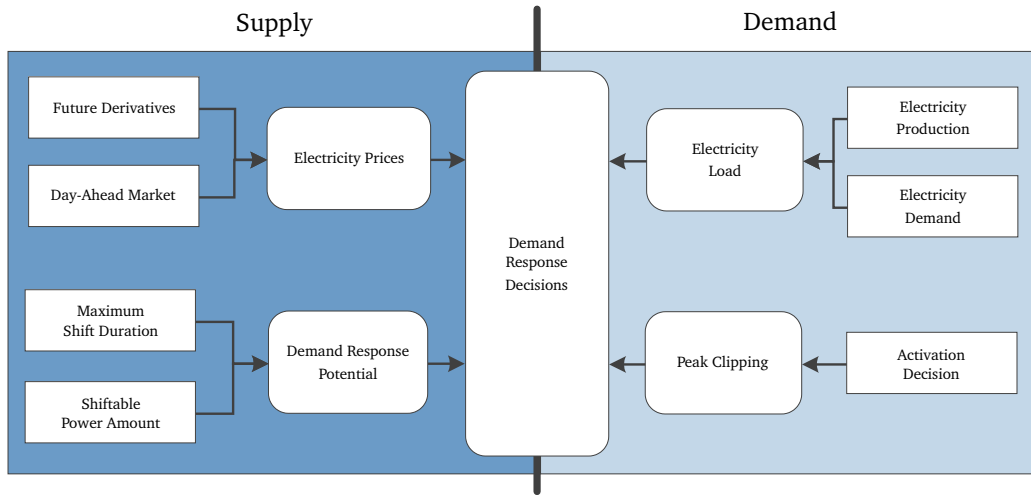 Supply
Demand
Future Derivatives
Day-Ahead Market
Electricity Prices
Maximum
Shift Duration
Shiftable
Power Amount
Demand Response
Potential
Demand
Response
Decisions
Electricity
Load
Electricity
Production
Electricity
Demand
Peak Clipping
Activation
Decision